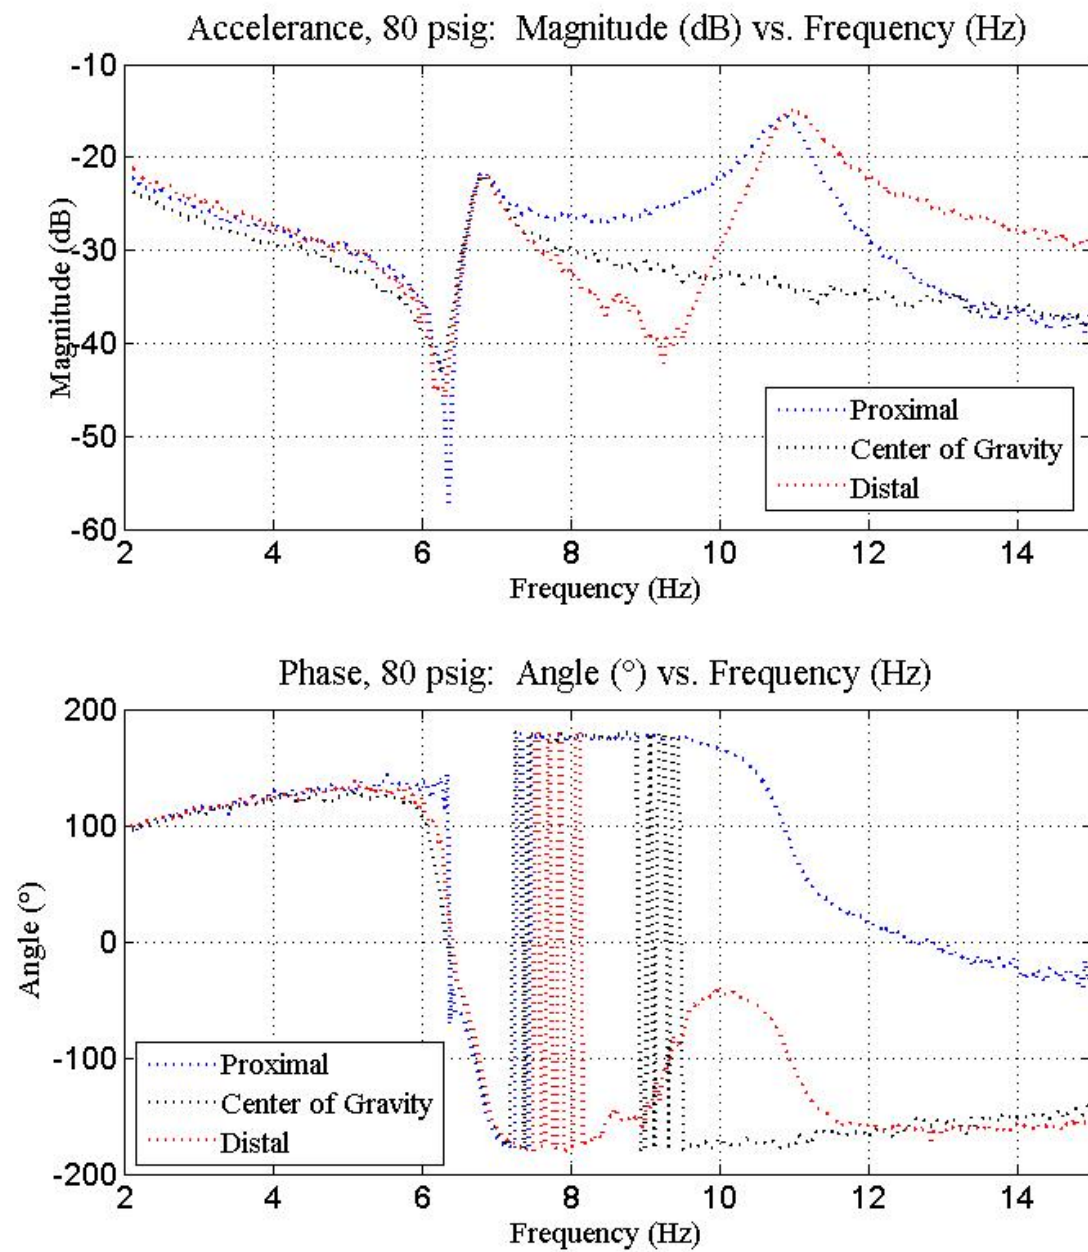 Accelerance, 80 psig:  Magnitude (dB) vs. Frequency (Hz)
Magnitude (dB)
-10
-20
-30
-40
-50
-60
2 4 6 8 10 12 14
Proximal
Center of Gravity
Distal
Frequency (Hz)
Phase, 80 psig:  Angle (°) vs. Frequency (Hz)
Angle (°)
200
100
0
-100
-200
2 4 6 8 10 12 14
Proximal
Center of Gravity
Distal
Frequency (Hz)